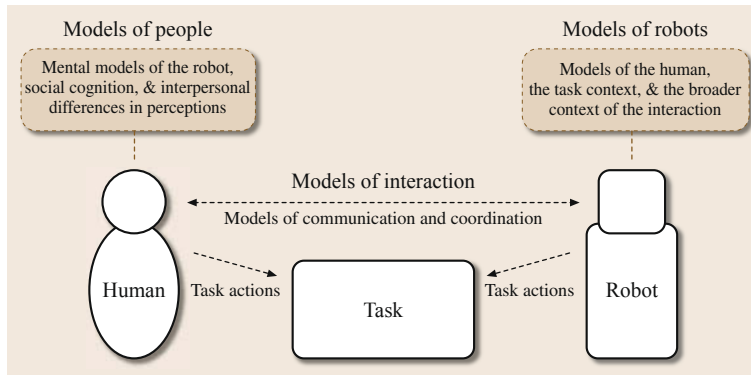 Models of people
Mental models of the robot,
social cognition, & interpersonal
differences in perceptions
Models of robots
Models of the human,
the task context, & the broader
context of the interaction
Models of interaction
Models of communication and coordination
Human
Task actions
Task
Task actions
Robot